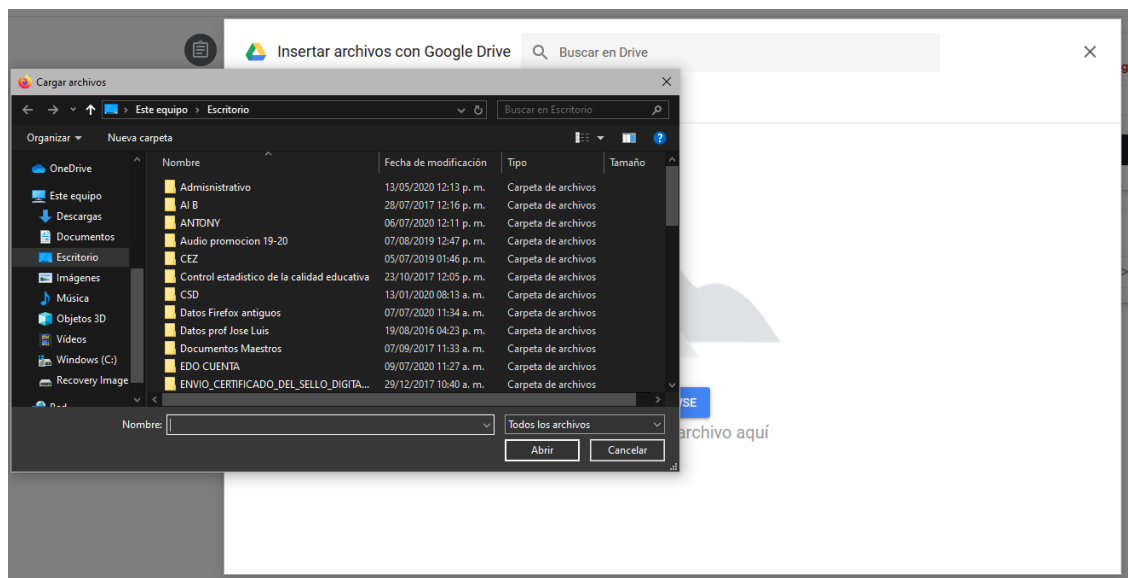 Insertar archivos con Google Drive
Buscar en Drive
Cargar archivos
Este equipo > Escritorio
Buscar en Escritorio
Organizar
Nueva carpeta
OneDrive
Este equipo
Descargas
Documentos
Escritorio
Imágenes
Música
Objetos 3D
Vídeos
Windows (C:)
Recovery Image
Nombre Fecha de modificación Tipo Tamaño
Admisnistrativo 13/05/2020 12:13 p. m. Carpeta de archivos
AI B 28/07/2017 12:16 p. m. Carpeta de archivos
ANTONY 06/07/2020 12:11 p. m. Carpeta de archivos
Audio promocion 19-20 07/08/2019 12:47 p. m. Carpeta de archivos
CEZ 05/07/2019 01:46 p. m. Carpeta de archivos
Control estadistico de la calidad educativa 23/10/2017 12:05 p. m. Carpeta de archivos
CSD 13/01/2020 08:13 a. m. Carpeta de archivos
Datos Firefox antiguos 07/07/2020 11:34 a. m. Carpeta de archivos
Datos prof Jose Luis 19/08/2016 04:23 p. m. Carpeta de archivos
Documentos Maestros 07/09/2017 11:33 a. m. Carpeta de archivos
EDO CUENTA 09/07/2020 11:27 a. m. Carpeta de archivos
ENVIO_CERTIFICADO_DEL_SELLO_DIGITA... 29/12/2017 10:40 a. m. Carpeta de archivos
Nombre:
Todos los archivos
Abrir
Cancelar
WSE
archivo aquí